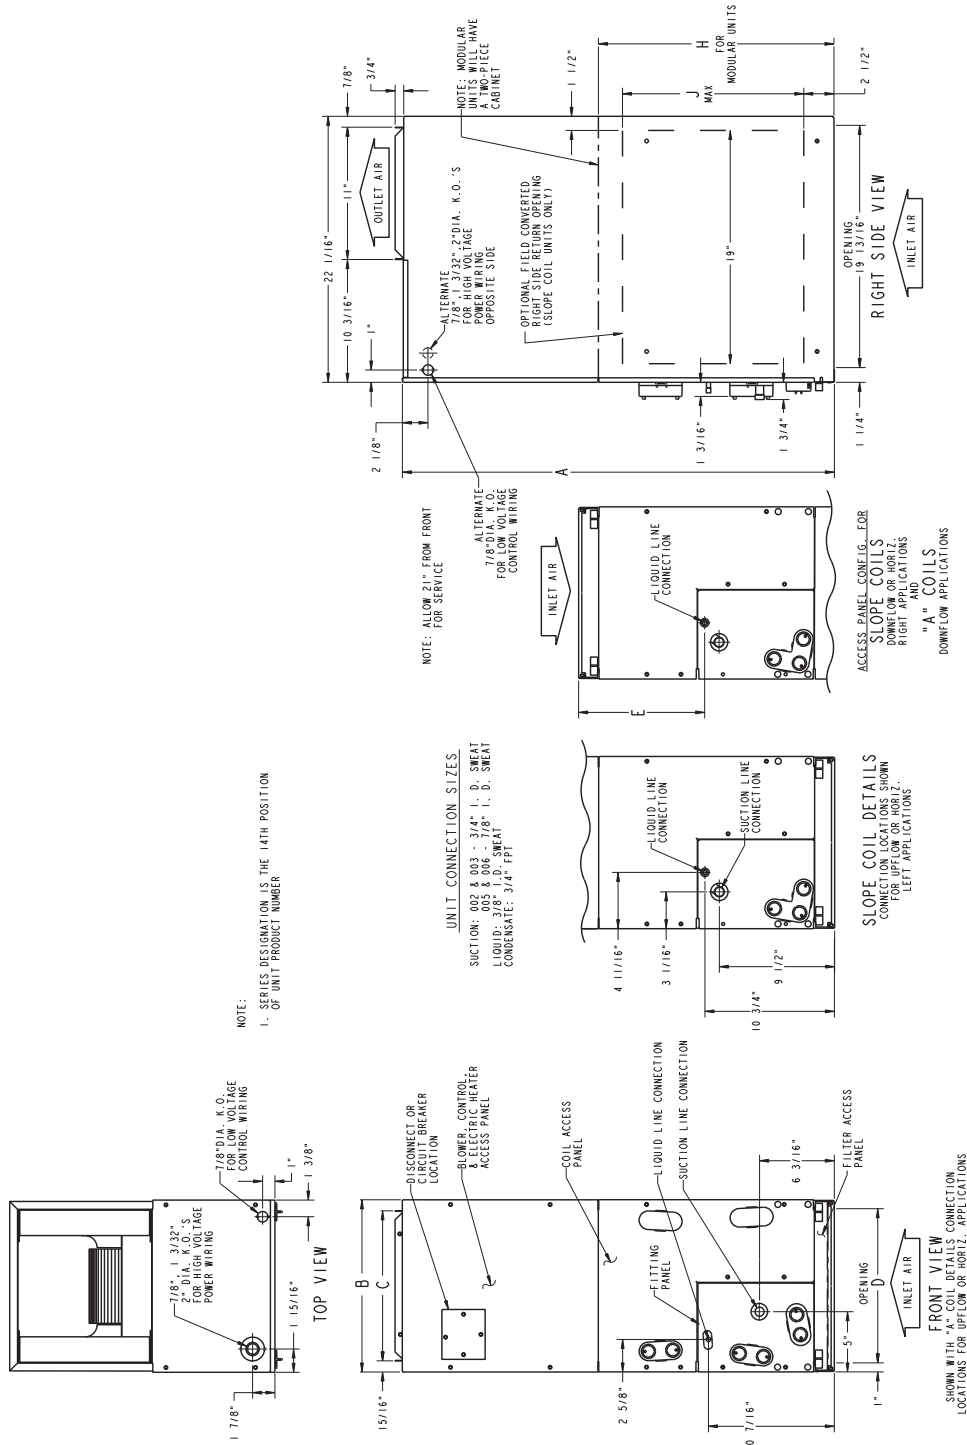 7/8" DIA. K.O.
FOR LOW VOLTAGE
CONTROL WIRING
7/8", 1 3/32"
2" DIA. K.O.'S
FOR HIGH VOLTAGE
POWER WIRING
1"
1 3/8"
1 15/16"
1 7/8"
TOP VIEW
NOTE:
1. SERIES DESIGNATION IS THE 14TH POSITION
OF UNIT PRODUCT NUMBER
B
C
15/16"
DISCONNECT OR
CIRCUIT BREAKER
LOCATION
BLOWER, CONTROL,
& ELECTRIC HEATER
ACCESS PANEL
COIL ACCESS
PANEL
LIQUID LINE CONNECTION
SUCTION LINE CONNECTION
FITTING
PANEL
2 5/8"
6 3/16"
FILTER ACCESS
PANEL
0 7/16"
5"
1"
OPENING
D
INLET AIR
FRONT VIEW
SHOWN WITH "A" COIL DETAILS CONNECTION
LOCATIONS FOR UPFLOW OR HORIZ. APPLICATIONS
UNIT CONNECTION SIZES
SUCTION: 002 & 003 - 3/4" I. D. SWEAT
005 & 006 - 7/8" I. D. SWEAT
LIQUID: 3/8" I.D. SWEAT
CONDENSATE: 3/4" FPT
LIQUID LINE
CONNECTION
SUCTION LINE
CONNECTION
4 11/16"
3 1/16"
9 1/2"
10 3/4"
SLOPE COIL DETAILS
CONNECTION LOCATIONS SHOWN
FOR UPFLOW OR HORIZ.
LEFT APPLICATIONS
NOTE: ALLOW 21" FROM FRONT
FOR SERVICE
INLET AIR
LIQUID LINE
CONNECTION
E
ACCESS PANEL CONFIG. FOR
SLOPE COILS
DOWNFLOW OR HORIZ.
RIGHT APPLICATIONS
AND
"A" COILS
DOWNFLOW APPLICATIONS
22 1/16"
10 3/16"
11"
7/8"
3/4"
1"
OUTLET AIR
2 1/8"
ALTERNATE
7/8", 1 3/32", 2" DIA. K.O.'S
FOR HIGH VOLTAGE
POWER WIRING
OPPOSITE SIDE
ALTERNATE
7/8" DIA. K.O.
FOR LOW VOLTAGE
CONTROL WIRING
NOTE: MODULAR
UNITS WILL HAVE
A TWO-PIECE
CABINET
1 1/2"
A
OPTIONAL FIELD CONVERTED
RIGHT SIDE RETURN OPENING
(SLOPE COIL UNITS ONLY)
19"
H
FOR
MODULAR UNITS
J
MAX
2 1/2"
1 3/16"
1 3/4"
1 1/4"
OPENING
19 13/16"
RIGHT SIDE VIEW
INLET AIR